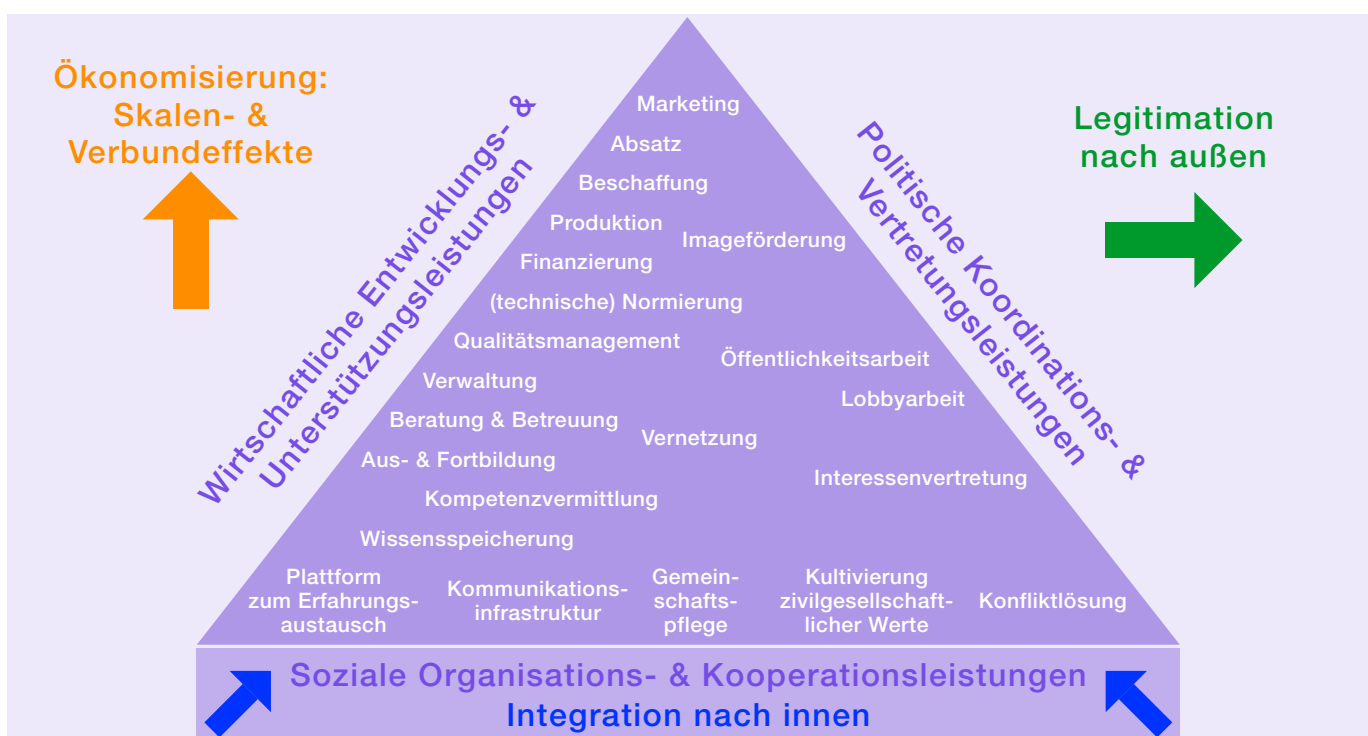 Ökonomisierung:
Skalen- &
Verbundeffekte
Wirtschaftliche Entwicklungs- &
Unterstützungsleistungen
Politische Koordinations- &
Vertretungsleistungen
Legitimation
nach außen
Marketing
Absatz
Beschaffung
Produktion
Imageförderung
Finanzierung
(technische) Normierung
Qualitätsmanagement
Öffentlichkeitsarbeit
Verwaltung
Lobbyarbeit
Beratung & Betreuung
Vernetzung
Aus- & Fortbildung
Interessenvertretung
Kompetenzvermittlung
Wissensspeicherung
Plattform
zum Erfahrungs-
austausch
Kommunikations-
infrastruktur
Gemein-
schafts-
pflege
Kultivierung
zivilgesellschaft-
licher Werte
Konfliktlösung
Soziale Organisations- & Kooperationsleistungen
Integration nach innen